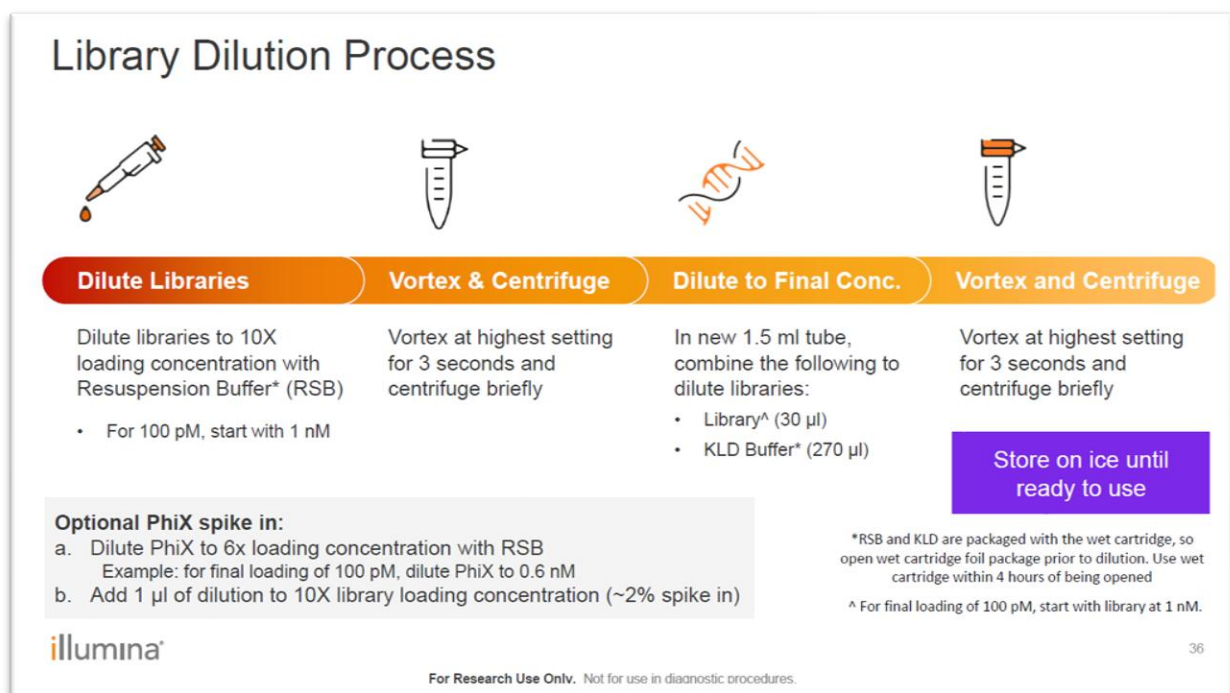 Library Dilution Process
Dilute Libraries
Vortex & Centrifuge
Dilute to Final Conc.
Vortex and Centrifuge
Dilute libraries to 10X
loading concentration with
Resuspension Buffer* (RSB)
• For 100 pM, start with 1 nM
Vortex at highest setting
for 3 seconds and
centrifuge briefly
In new 1.5 ml tube,
combine the following to
dilute libraries:
• Library^ (30 µl)
• KLD Buffer* (270 µl)
Vortex at highest setting
for 3 seconds and
centrifuge briefly
Store on ice until
ready to use
Optional PhiX spike in:
a. Dilute PhiX to 6x loading concentration with RSB
Example: for final loading of 100 pM, dilute PhiX to 0.6 nM
b. Add 1 µl of dilution to 10X library loading concentration (~2% spike in)
*RSB and KLD are packaged with the wet cartridge, so
open wet cartridge foil package prior to dilution. Use wet
cartridge within 4 hours of being opened
^ For final loading of 100 pM, start with library at 1 nM.
illumina®
36
For Research Use Only. Not for use in diagnostic procedures.